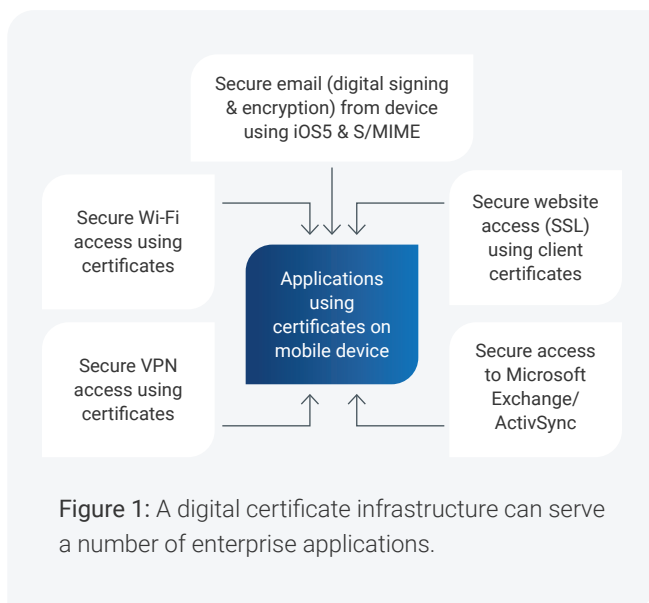 Secure email (digital signing
& encryption) from device
using iOS5 & S/MIME
Secure Wi-Fi
access using
certificates
Secure website
access (SSL)
using client
certificates
Applications
using
certificates on
mobile device
Secure VPN
access using
certificates
Secure access
to Microsoft
Exchange/
ActivSync
Figure 1: A digital certificate infrastructure can serve
a number of enterprise applications.